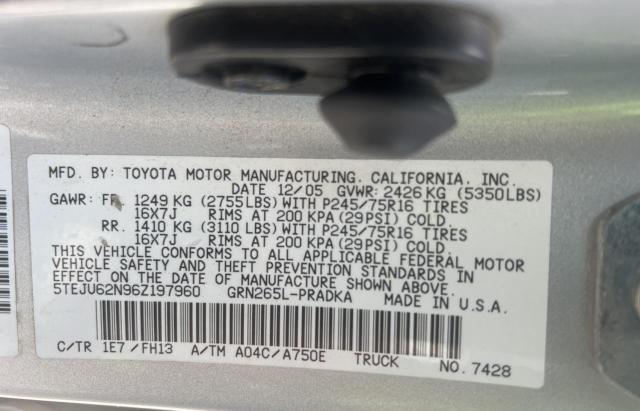 MFD. BY: TOYOTA MOTOR MANUFACTURING. CALIFORNIA, INC.
DATE 12/05 GVWR: 2426 KG (5350LBS)
GAWR: FR. 1249 KG (2755LBS) WITH P245/75R16 TIRES
16X7J RIMS AT 200 KPA (29PSI) COLD.
RR. 1410 KG (3110 LBS) WITH P245/75R16 TIRES
16X7J RIMS AT 200 KPA (29PSI) COLD.
THIS VEHICLE CONFORMS TO ALL APPLICABLE FEDERAL MOTOR
VEHICLE SAFETY AND THEFT PREVENTION STANDARDS IN
EFFECT ON THE DATE OF MANUFACTURE SHOWN ABOVE.
5TEJU62N96Z197960 GRN265L-PRADKA MADE IN U.S.A.
C/TR 1E7 /FH13 A/TM A04C/A750E TRUCK NO. 7428